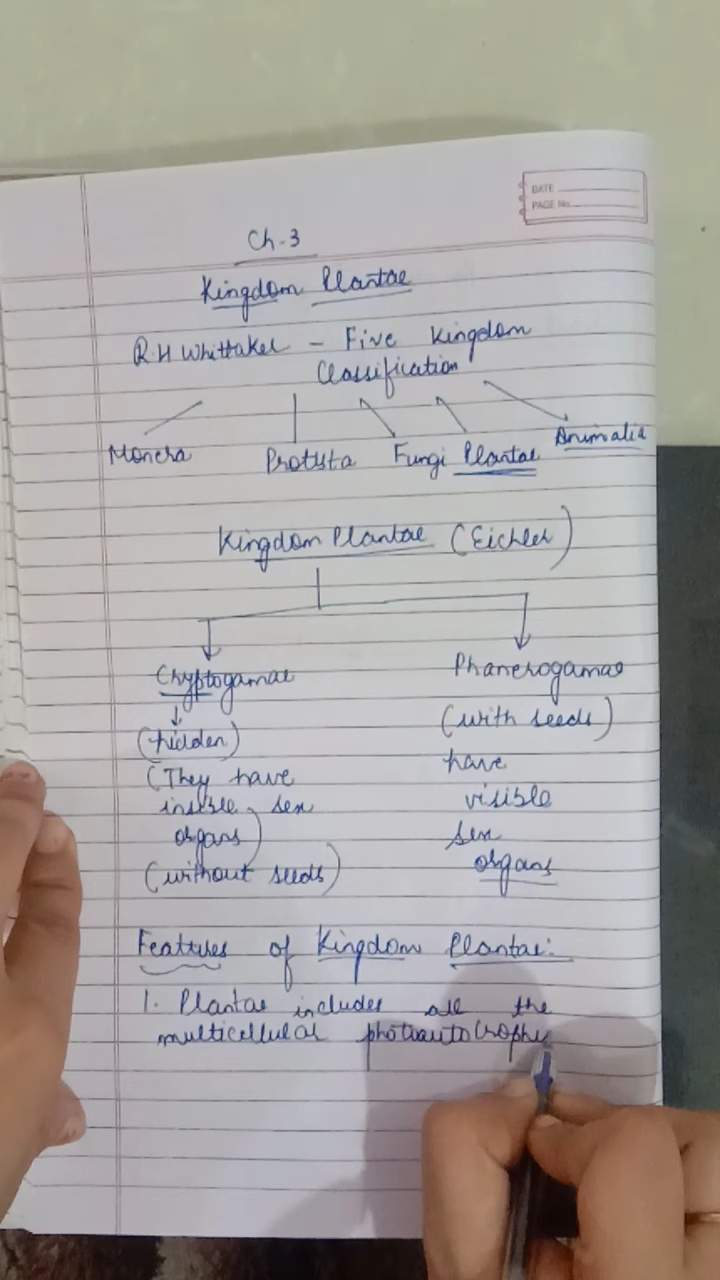 DATE
PAGE No.
Ch.3
Kingdom Plantae
R.H Whittaker - Five Kingdom
Classification
Monera Protista Fungi Plantae Animalia
Kingdom Plantae (Eichler)
Cryptogamae Phanerogamae
(hidden) (with seeds)
(They have have
insible sex visible
organs) sex
(without seeds) organs
Features of Kingdom Plantae:
1. Plantae includes all the
multicellular photoautotrophs